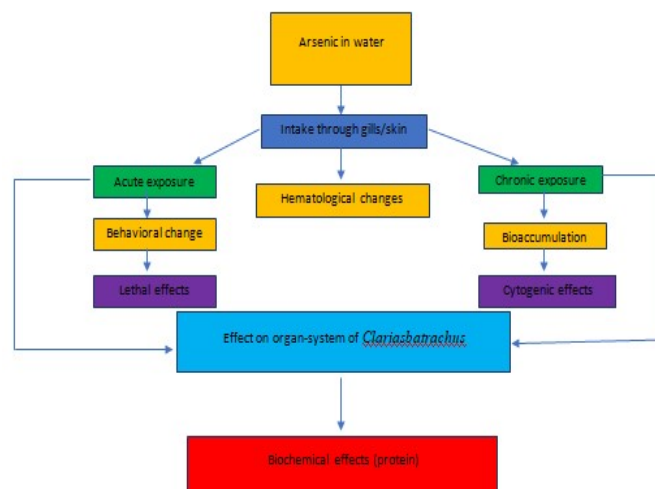 Arsenic in water
Intake through gills/skin
Acute exposure
Hematological changes
Chronic exposure
Behavioral change
Bioaccumulation
Lethal effects
Cytogenic effects
Effect on organ-system of Clariasbatrachus
Biochemical effects (protein)